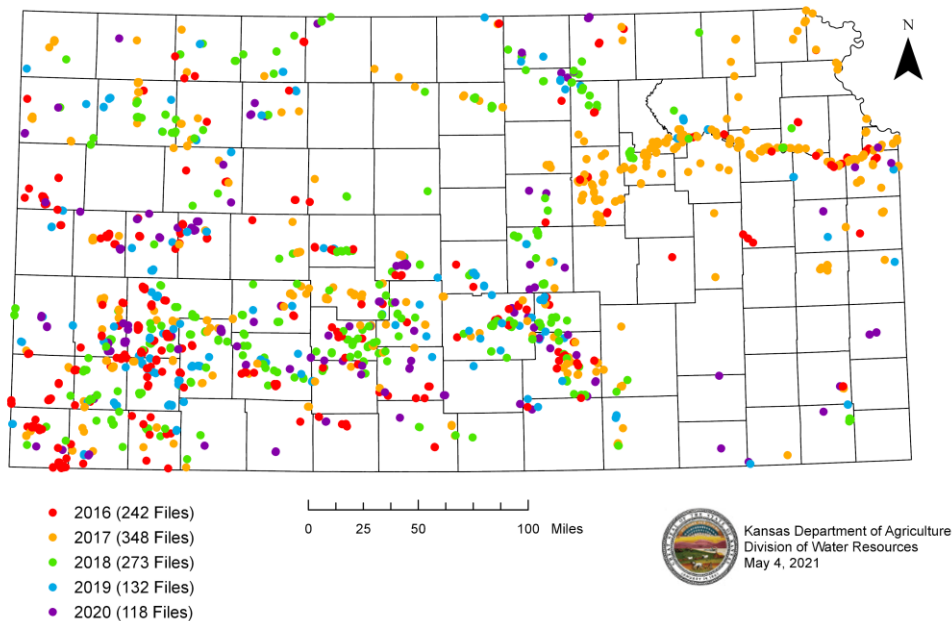 N
2016 (242 Files)
2017 (348 Files)
2018 (273 Files)
2019 (132 Files)
2020 (118 Files)
0 25 50 100 Miles
Kansas Department of Agriculture
Division of Water Resources
May 4, 2021